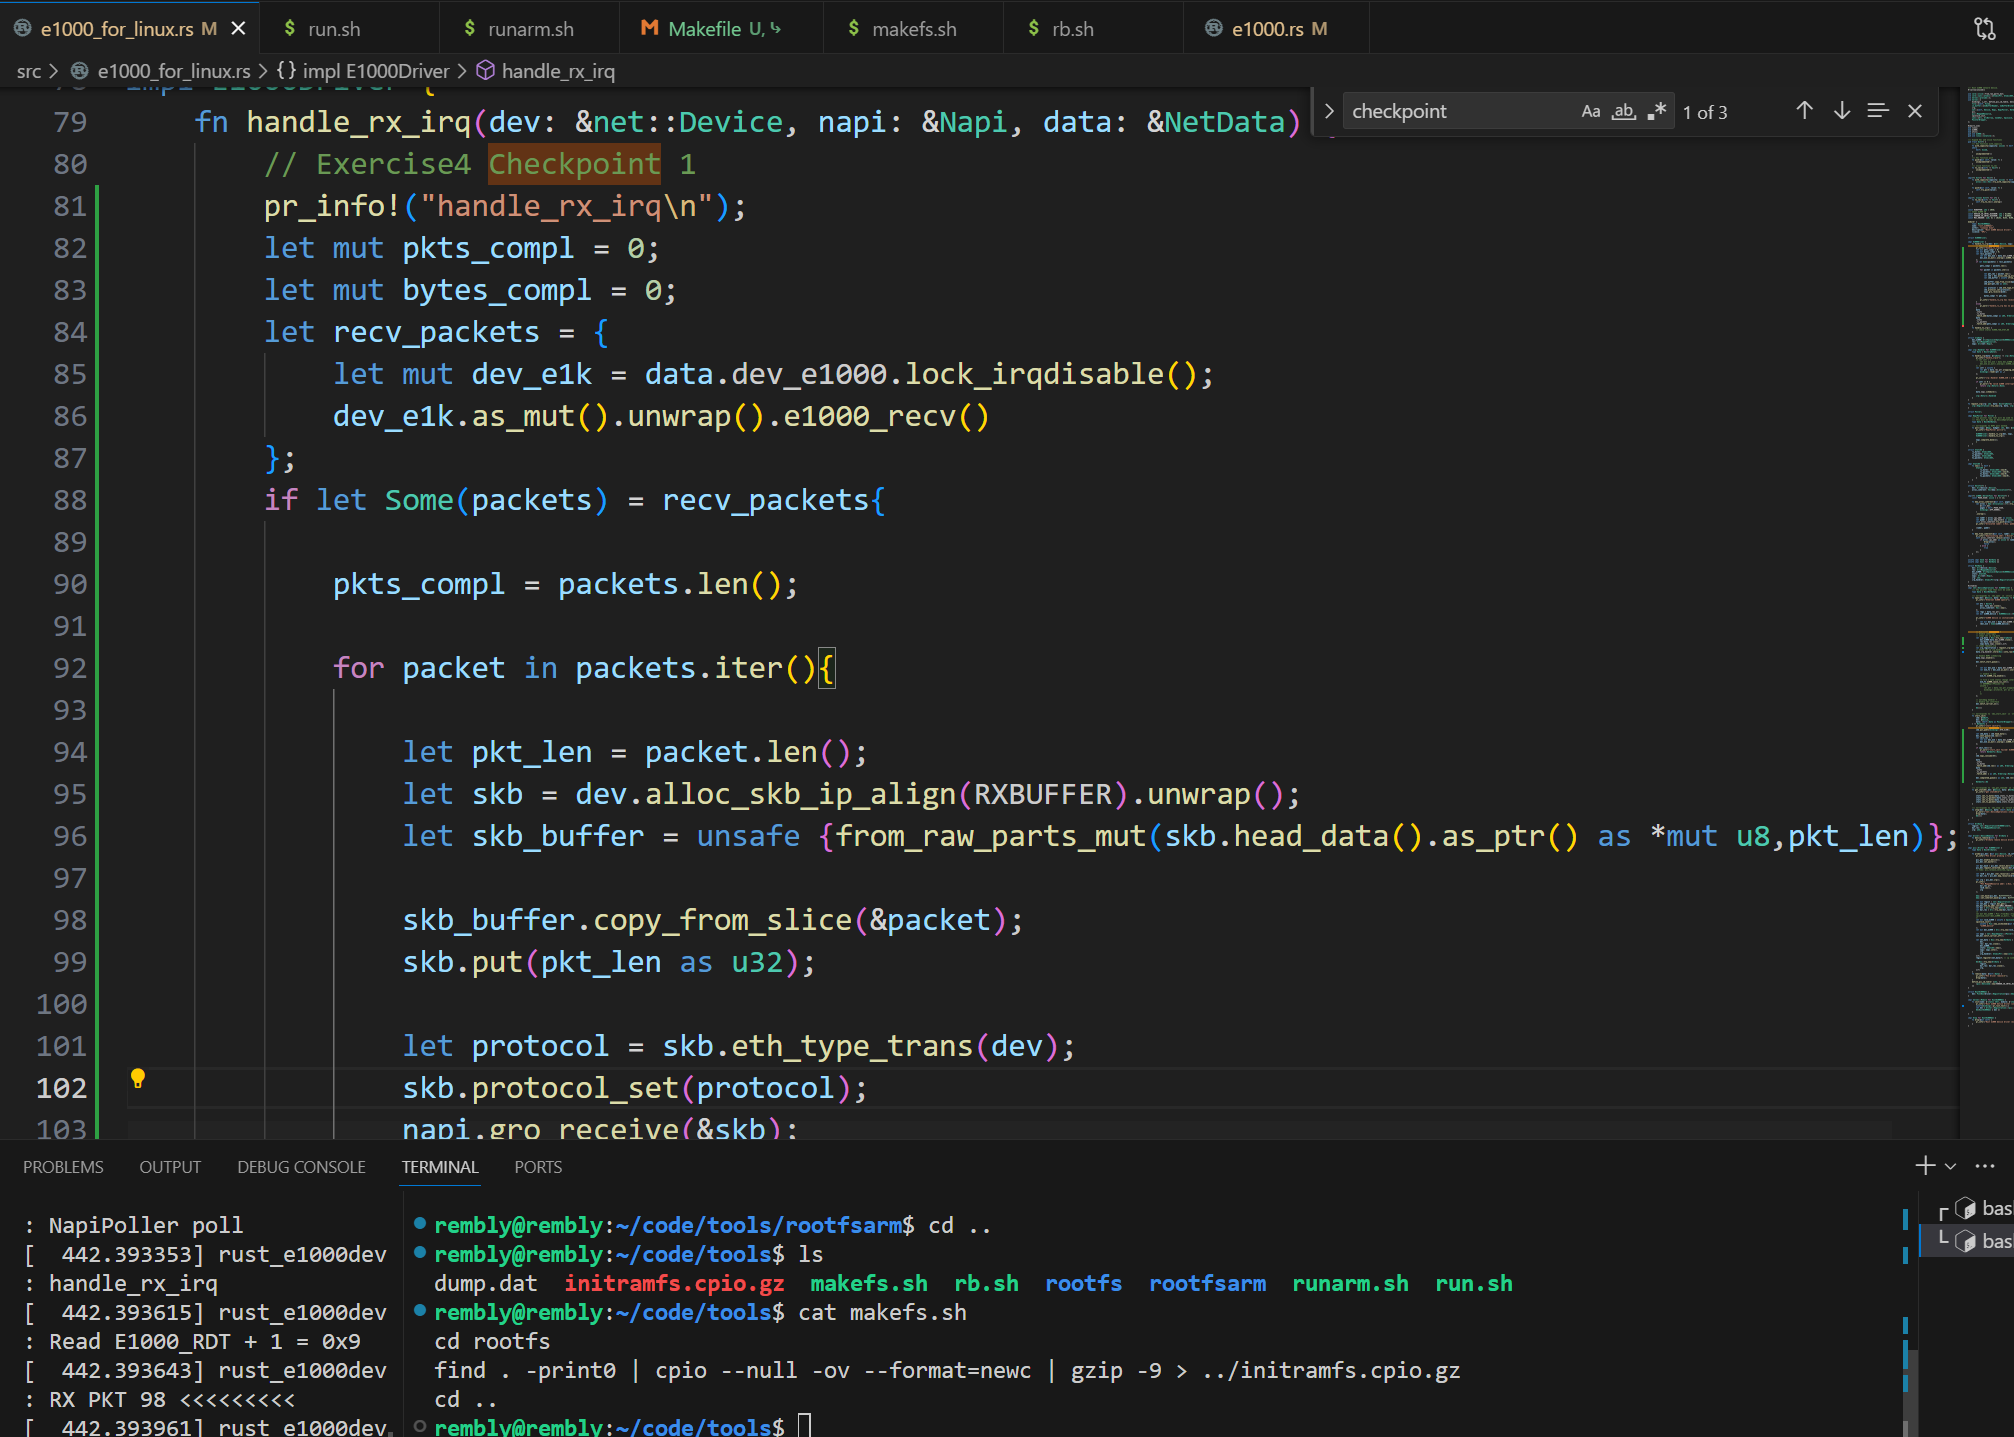 e1000_for_linux.rs M
run.sh
runarm.sh
Makefile U,
makefs.sh
rb.sh
e1000.rs M
src > e1000_for_linux.rs > {} impl E1000Driver > handle_rx_irq
checkpoint Aa ab .* 1 of 3
79 fn handle_rx_irq(dev: &net::Device, napi: &Napi, data: &NetData)
80 // Exercise4 Checkpoint 1
81 pr_info!("handle_rx_irq\n");
82 let mut pkts_compl = 0;
83 let mut bytes_compl = 0;
84 let recv_packets = {
85 let mut dev_e1k = data.dev_e1000.lock_irqdisable();
86 dev_e1k.as_mut().unwrap().e1000_recv()
87 };
88 if let Some(packets) = recv_packets{
89
90 pkts_compl = packets.len();
91
92 for packet in packets.iter(){
93
94 let pkt_len = packet.len();
95 let skb = dev.alloc_skb_ip_align(RXBUFFER).unwrap();
96 let skb_buffer = unsafe {from_raw_parts_mut(skb.head_data().as_ptr() as *mut u8,pkt_len)};
97
98 skb_buffer.copy_from_slice(&packet);
99 skb.put(pkt_len as u32);
100
101 let protocol = skb.eth_type_trans(dev);
102 skb.protocol_set(protocol);
103 napi.gro_receive(&skb);
PROBLEMS OUTPUT DEBUG CONSOLE TERMINAL PORTS
: NapiPoller poll
[ 442.393353] rust_e1000dev
: handle_rx_irq
[ 442.393615] rust_e1000dev
: Read E1000_RDT + 1 = 0x9
[ 442.393643] rust_e1000dev
: RX PKT 98 <<<<<<<<<
[ 442.393961] rust_e1000dev
rembly@rembly:~/code/tools/rootfsarm$ cd ..
rembly@rembly:~/code/tools$ ls
dump.dat initramfs.cpio.gz makefs.sh rb.sh rootfs rootfsarm runarm.sh run.sh
rembly@rembly:~/code/tools$ cat makefs.sh
cd rootfs
find . -print0 | cpio --null -ov --format=newc | gzip -9 > ../initramfs.cpio.gz
cd ..
rembly@rembly:~/code/tools$
bas
bas